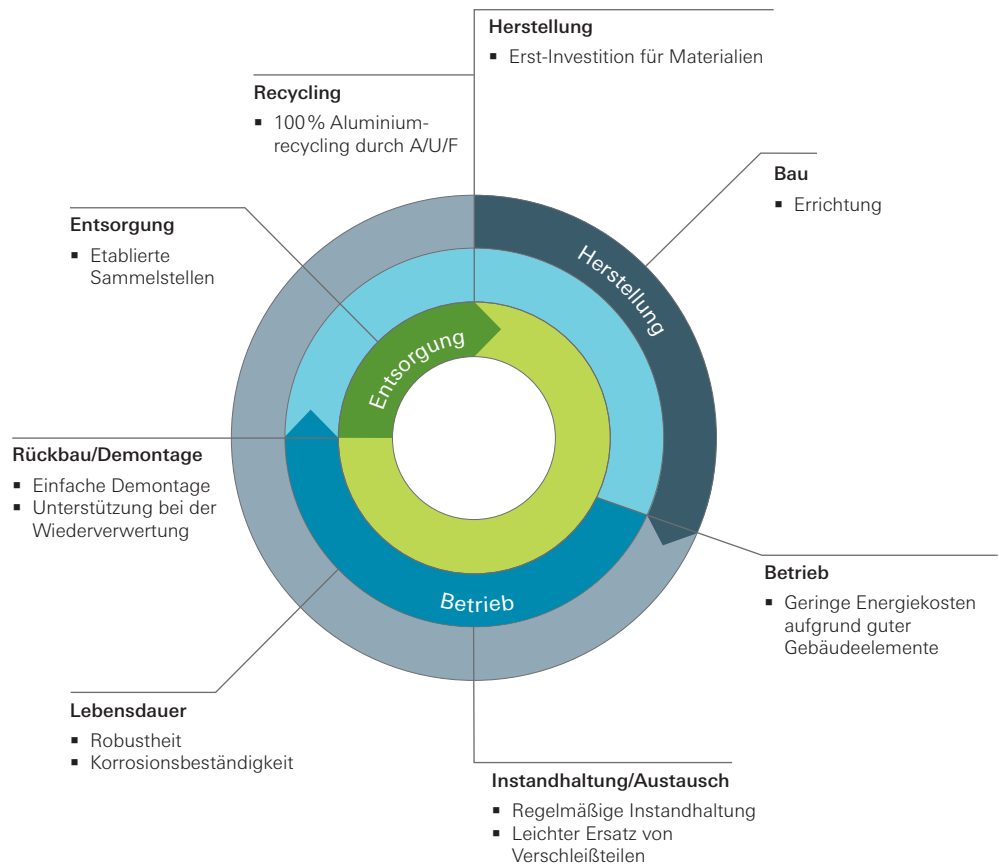 Herstellung
▪ Erst-Investition für Materialien
Recycling
▪ 100 % Aluminium-
recycling durch A/U/F
Bau
▪ Errichtung
Entsorgung
▪ Etablierte
Sammelstellen
Herstellung
Entsorgung
Betrieb
Rückbau/Demontage
▪ Einfache Demontage
▪ Unterstützung bei der
Wiederverwertung
Betrieb
▪ Geringe Energiekosten
aufgrund guter
Gebäudeelemente
Lebensdauer
▪ Robustheit
▪ Korrosionsbeständigkeit
Instandhaltung/Austausch
▪ Regelmäßige Instandhaltung
▪ Leichter Ersatz von
Verschleißteilen